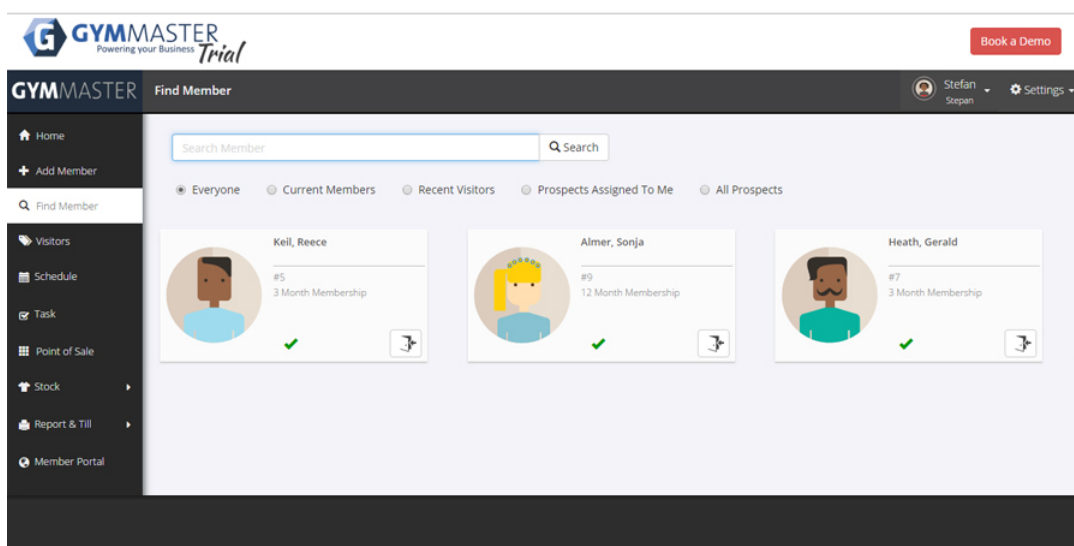 GYMMASTER
Powering your Business
Trial
Book a Demo
GYMMASTER
Find Member
Stefan
Stepan
Settings
Home
Add Member
Find Member
Visitors
Schedule
Task
Point of Sale
Stock
Report & Till
Member Portal
Search Member
Search
Everyone
Current Members
Recent Visitors
Prospects Assigned To Me
All Prospects
Keil, Reece
#5
3 Month Membership
Almer, Sonja
#9
12 Month Membership
Heath, Gerald
#7
3 Month Membership